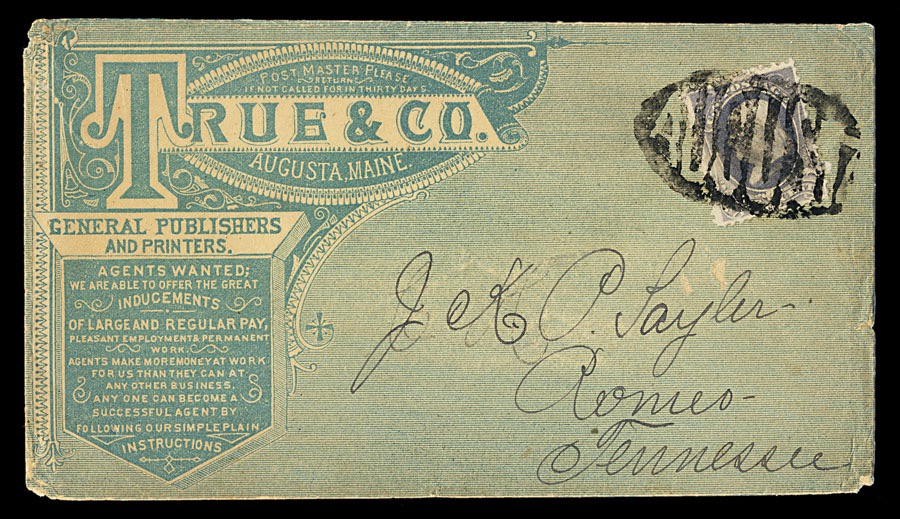 POST MASTER PLEASE
RETURN
IF NOT CALLED FOR IN THIRTY DAYS
TRUE & CO.
AUGUSTA, MAINE.
GENERAL PUBLISHERS
AND PRINTERS.
AGENTS WANTED;
WE ARE ABLE TO OFFER THE GREAT
INDUCEMENTS
OF LARGE AND REGULAR PAY,
PLEASANT EMPLOYMENT & PERMANENT
WORK.
AGENTS MAKE MORE MONEY AT WORK
FOR US THAN THEY CAN AT
ANY OTHER BUSINESS.
ANY ONE CAN BECOME A
SUCCESSFUL AGENT BY
FOLLOWING OUR SIMPLE PLAIN
INSTRUCTIONS
J. K. P. Sayler.
Romeo
Tennessee